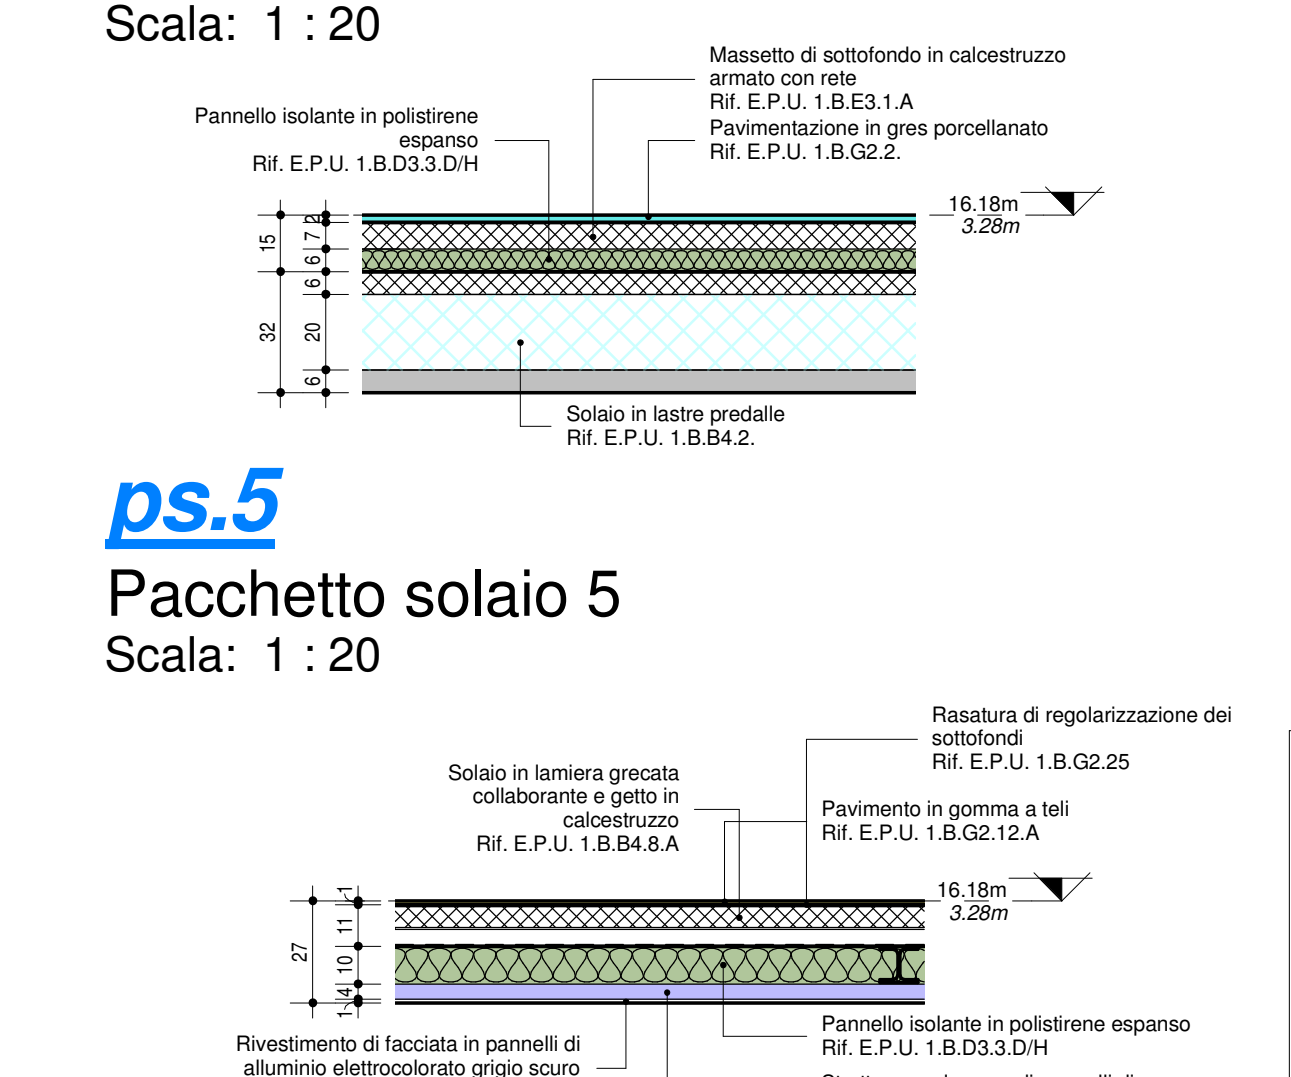 Scala: 1 : 20
Massetto di sottofondo in calcestruzzo
armato con rete
Rif. E.P.U. 1.B.E3.1.A
Pannello isolante in polistirene
espanso
Rif. E.P.U. 1.B.D3.3.D/H
Pavimentazione in gres porcellanato
Rif. E.P.U. 1.B.G2.2.
16.18m
3.28m
15
2
7
6
6
32
20
6
Solaio in lastre predalle
Rif. E.P.U. 1.B.B4.2.
ps.5
Pacchetto solaio 5
Scala: 1 : 20
Rasatura di regolarizzazione dei
sottofondi
Rif. E.P.U. 1.B.G2.25
Solaio in lamiera grecata
collaborante e getto in
calcestruzzo
Rif. E.P.U. 1.B.B4.8.A
Pavimento in gomma a teli
Rif. E.P.U. 1.B.G2.12.A
16.18m
3.28m
27
1
11
10
4
1
Pannello isolante in polistirene espanso
Rif. E.P.U. 1.B.D3.3.D/H
Rivestimento di facciata in pannelli di
alluminio elettrocolorato grigio scuro